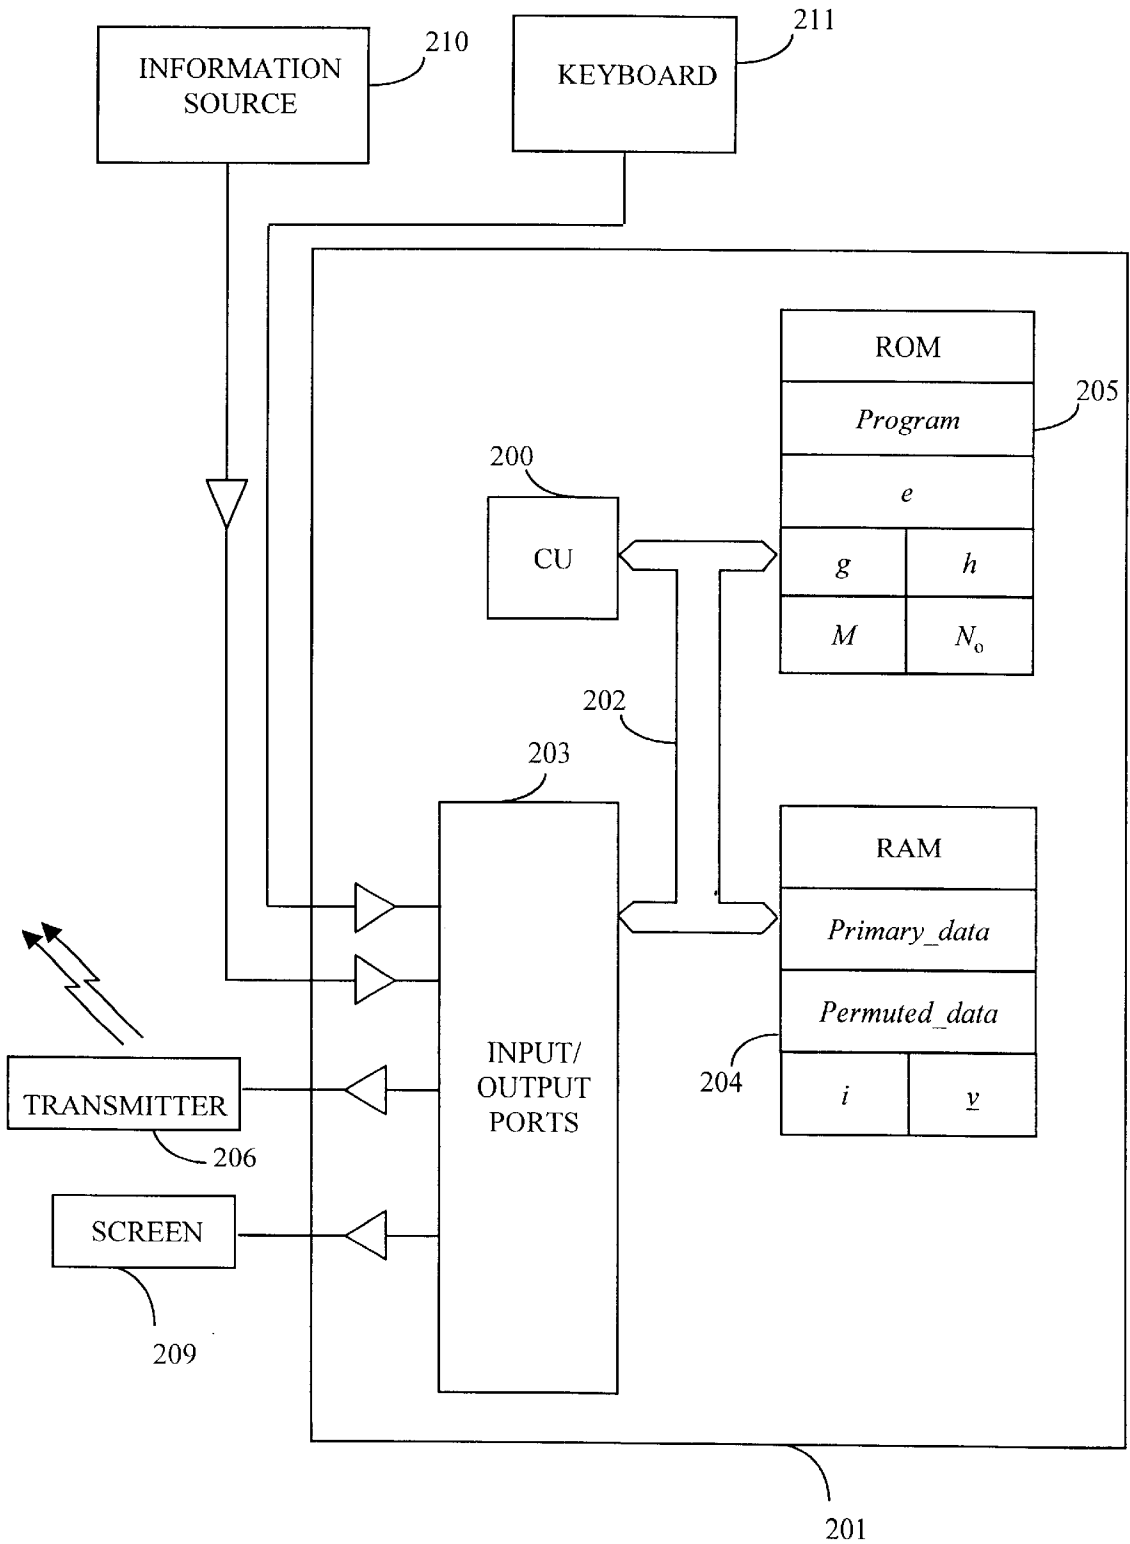 210
INFORMATION
SOURCE
211
KEYBOARD
ROM
205
Program
e
g h
M No
200
CU
202
203
INPUT/
OUTPUT
PORTS
RAM
Primary_data
Permuted_data
204
i v
TRANSMITTER
206
SCREEN
209
201